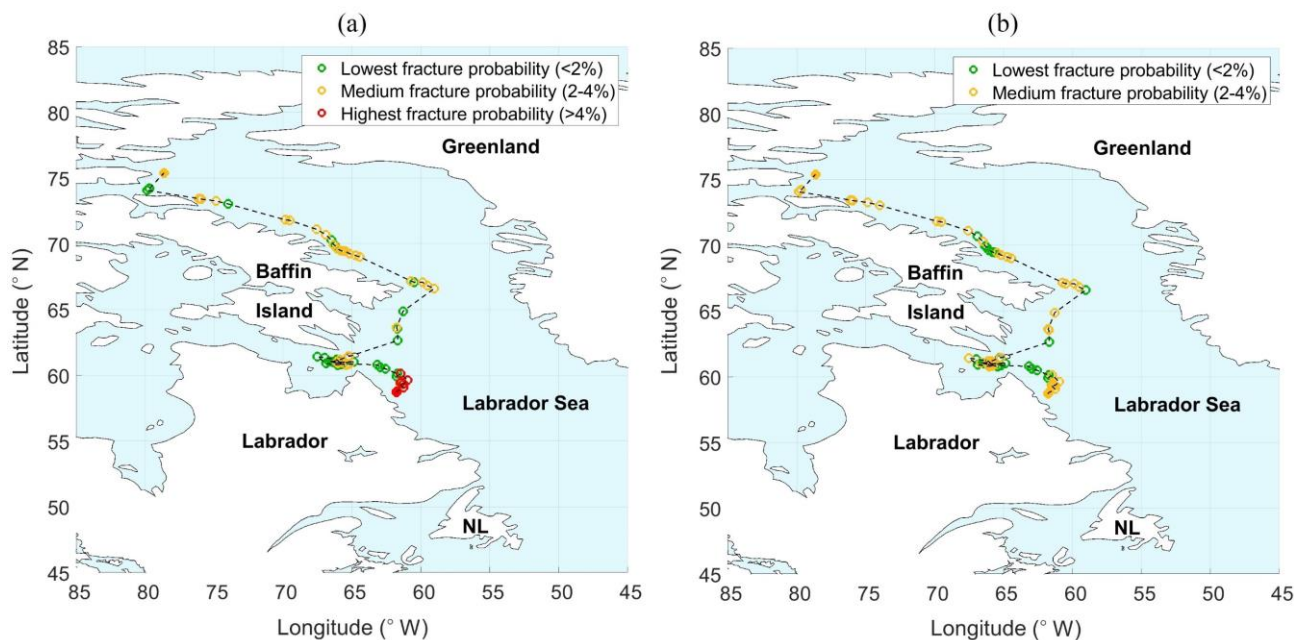 (a)
85
80
75
70
65
60
55
50
45
Latitude (° N)
Lowest fracture probability (<2%)
Medium fracture probability (2-4%)
Highest fracture probability (>4%)
Greenland
Baffin
Island
Labrador Sea
Labrador
NL
85 80 75 70 65 60 55 50 45
Longitude (° W)
(b)
85
80
75
70
65
60
55
50
45
Latitude (° N)
Lowest fracture probability (<2%)
Medium fracture probability (2-4%)
Greenland
Baffin
Island
Labrador Sea
Labrador
NL
85 80 75 70 65 60 55 50 45
Longitude (° W)